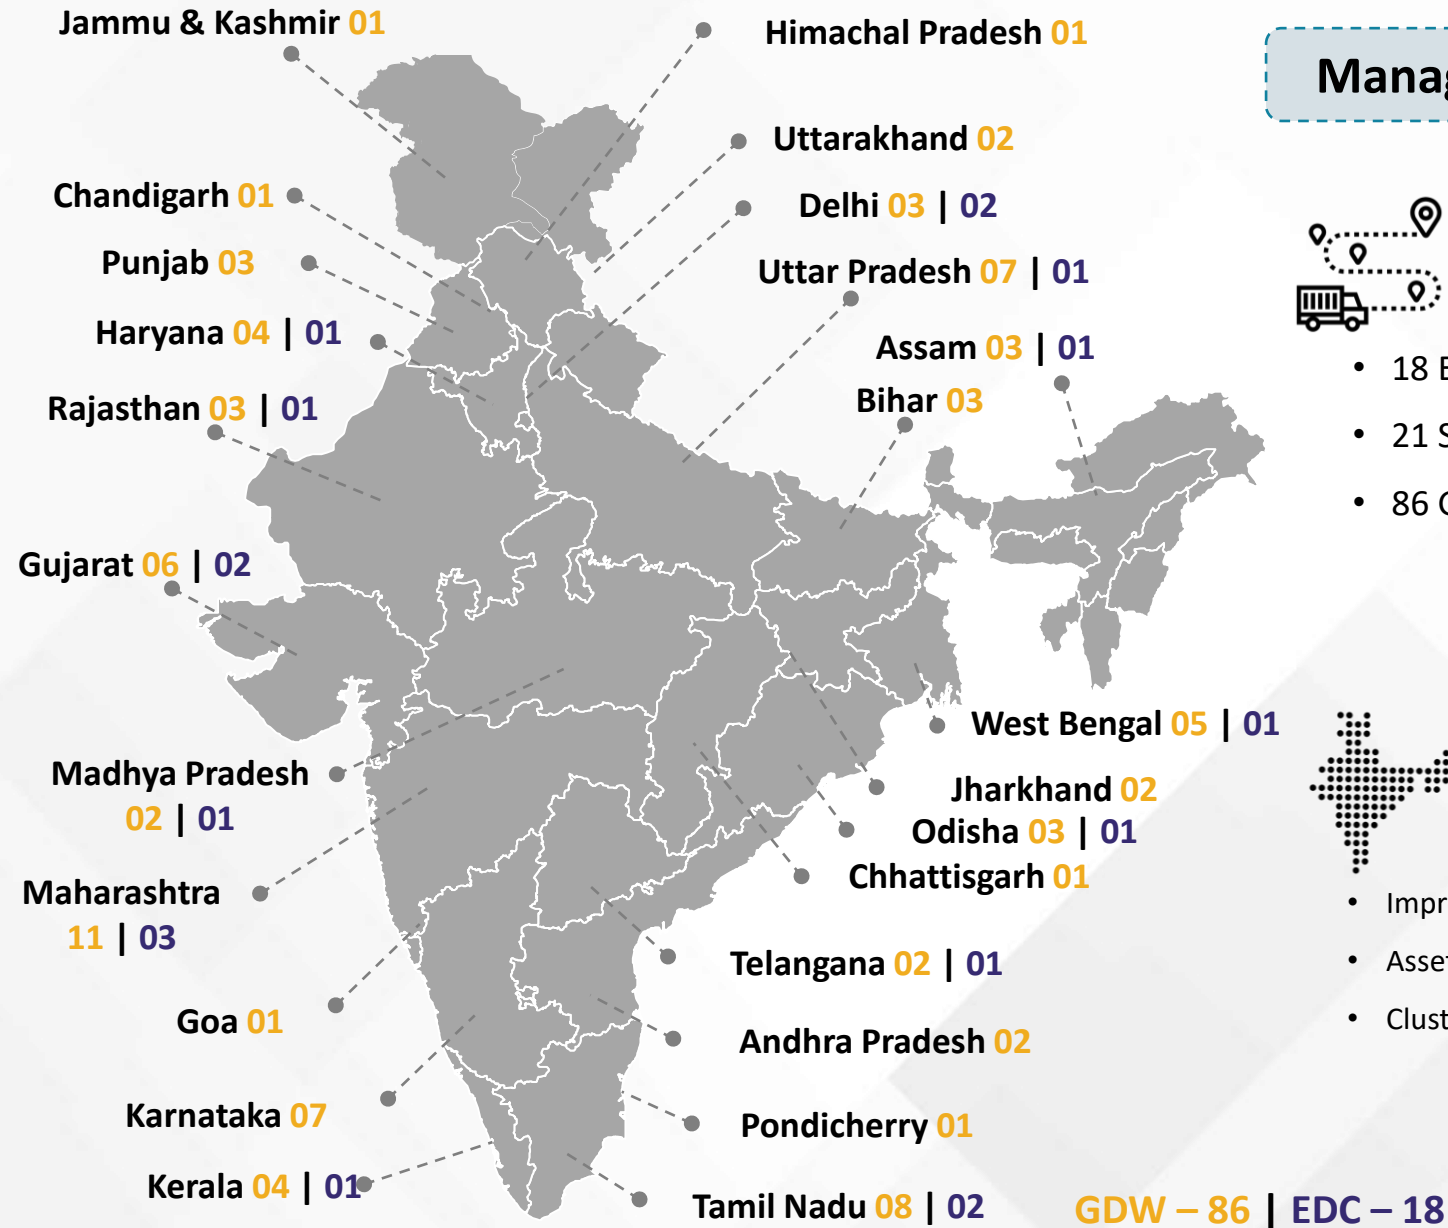 Jammu & Kashmir 01
Himachal Pradesh 01
Uttarakhand 02
Chandigarh 01
Delhi 03 | 02
Punjab 03
Uttar Pradesh 07 | 01
Haryana 04 | 01
Assam 03 | 01
Bihar 03
Rajasthan 03 | 01
Gujarat 06 | 02
West Bengal 05 | 01
Madhya Pradesh
02 | 01
Jharkhand 02
Odisha 03 | 01
Chhattisgarh 01
Maharashtra
11 | 03
Telangana 02 | 01
Goa 01
Andhra Pradesh 02
Karnataka 07
Pondicherry 01
Kerala 04 | 01
Tamil Nadu 08 | 02
GDW – 86 | EDC – 18
• 18
• 21
• 86